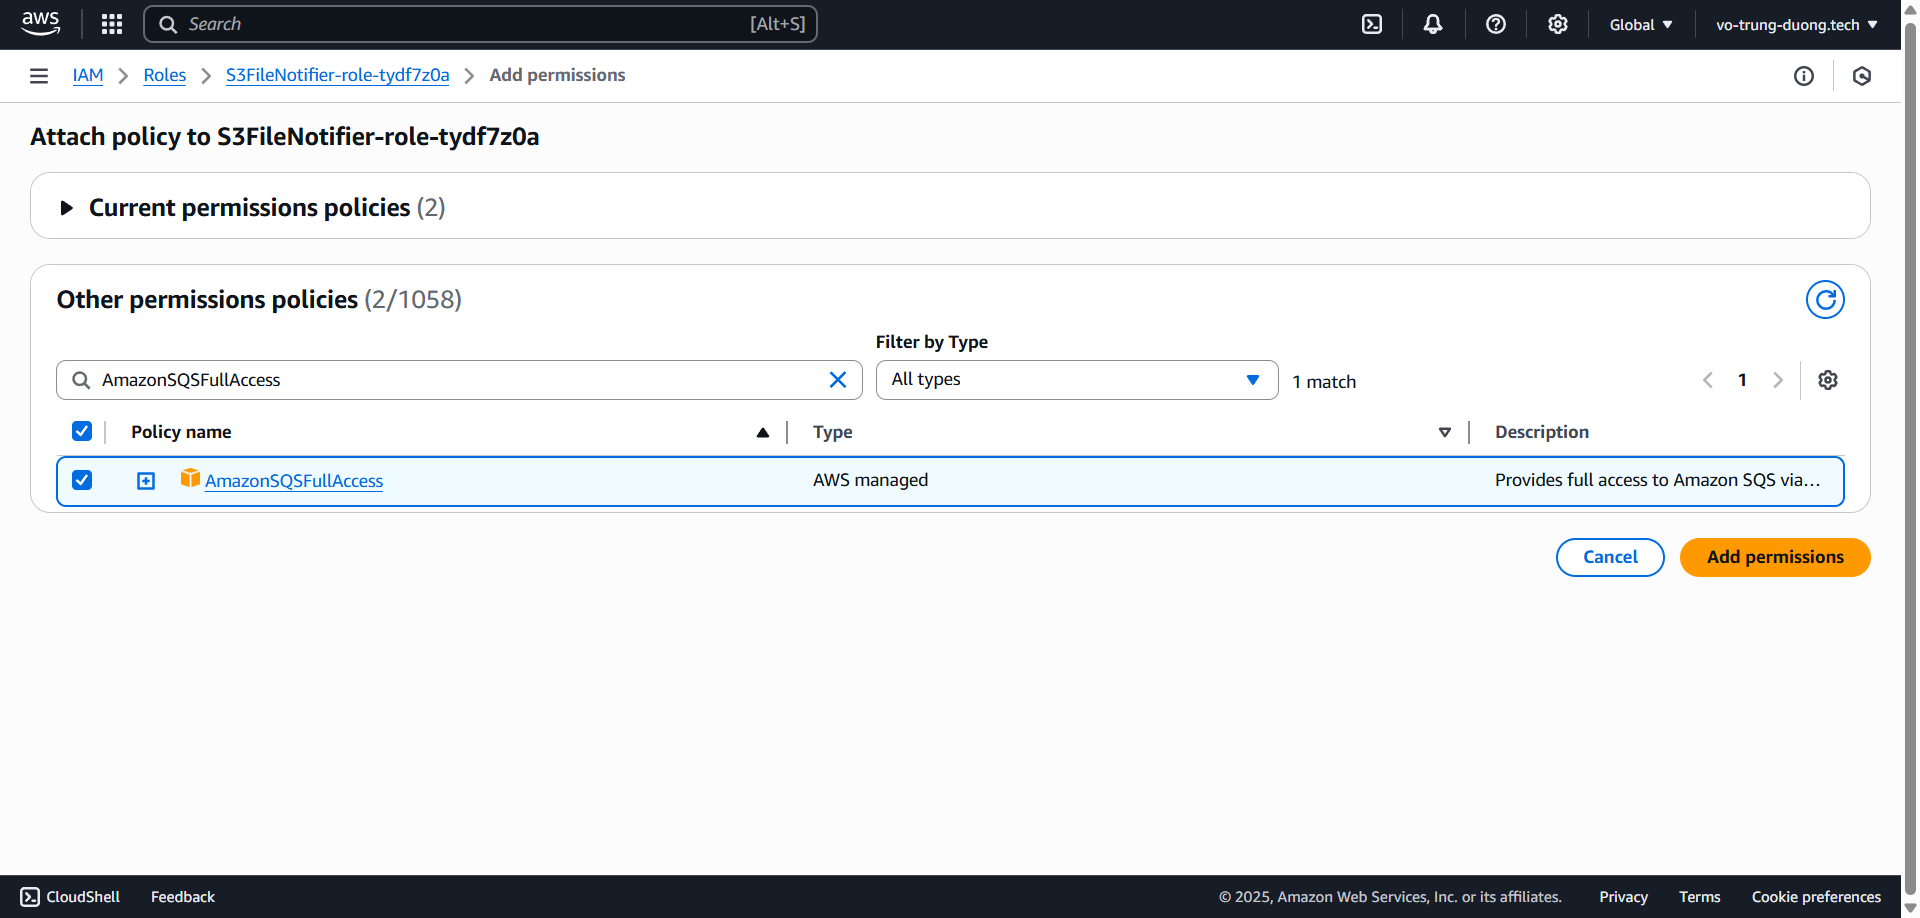 aws Search [Alt+S] Global vo-trung-duong.tech
IAM Roles S3FileNotifier-role-tydf7z0a Add permissions
Attach policy to S3FileNotifier-role-tydf7z0a
Current permissions policies (2)
Other permissions policies (2/1058)
Filter by Type
AmazonSQSFullAccess All types 1 match 1
Policy name Type Description
AmazonSQSFullAccess AWS managed Provides full access to Amazon SQS via…
Cancel Add permissions
CloudShell Feedback © 2025, Amazon Web Services, Inc. or its affiliates. Privacy Terms Cookie preferences